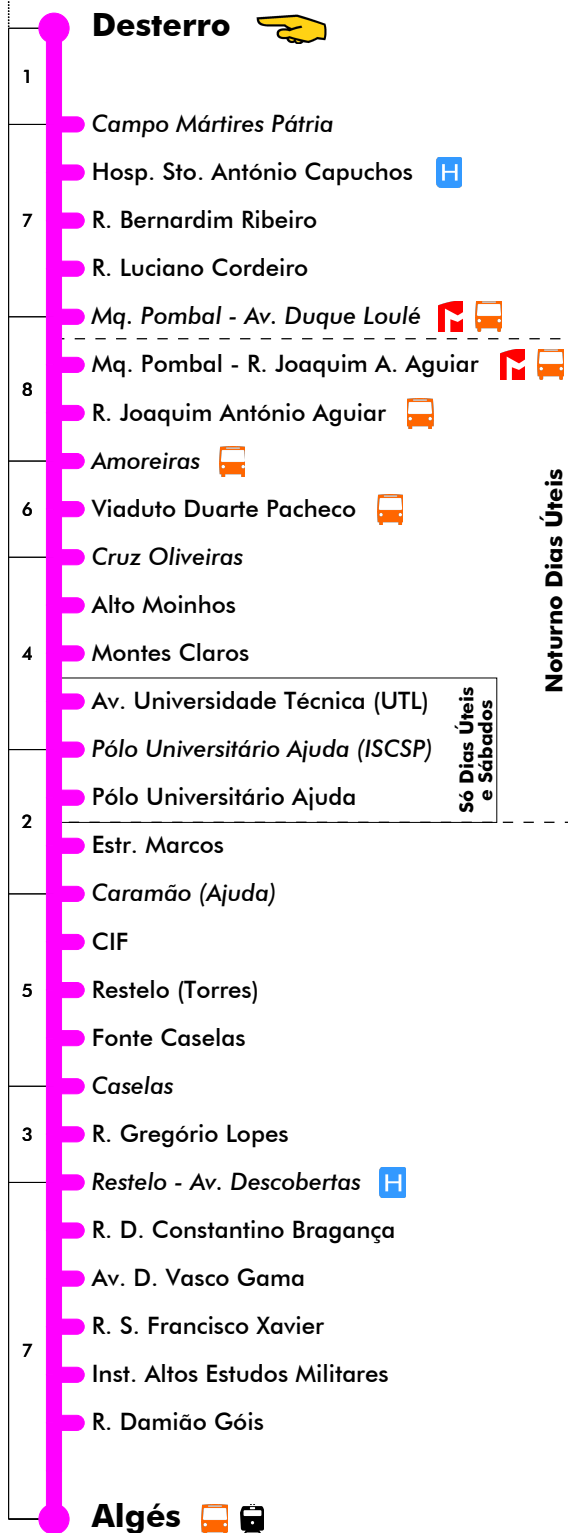 Desterro
1
Campo Mártires Pátria
Hosp. Sto. António Capuchos H
7
R. Bernardim Ribeiro
R. Luciano Cordeiro
Mq. Pombal - Av. Duque Loulé
Mq. Pombal - R. Joaquim A. Aguiar
8
R. Joaquim António Aguiar
Amoreiras
6
Viaduto Duarte Pacheco
Cruz Oliveiras
Alto Moinhos
4
Montes Claros
Av. Universidade Técnica (UTL)
Pólo Universitário Ajuda (ISCSP)
Pólo Universitário Ajuda
Só Dias Úteis
e Sábados
Noturno Dias Úteis
2
Estr. Marcos
Caramão (Ajuda)
CIF
5
Restelo (Torres)
Fonte Caselas
Caselas
3
R. Gregório Lopes
Restelo - Av. Descobertas H
R. D. Constantino Bragança
Av. D. Vasco Gama
R. S. Francisco Xavier
7
Inst. Altos Estudos Militares
R. Damião Góis
Algés